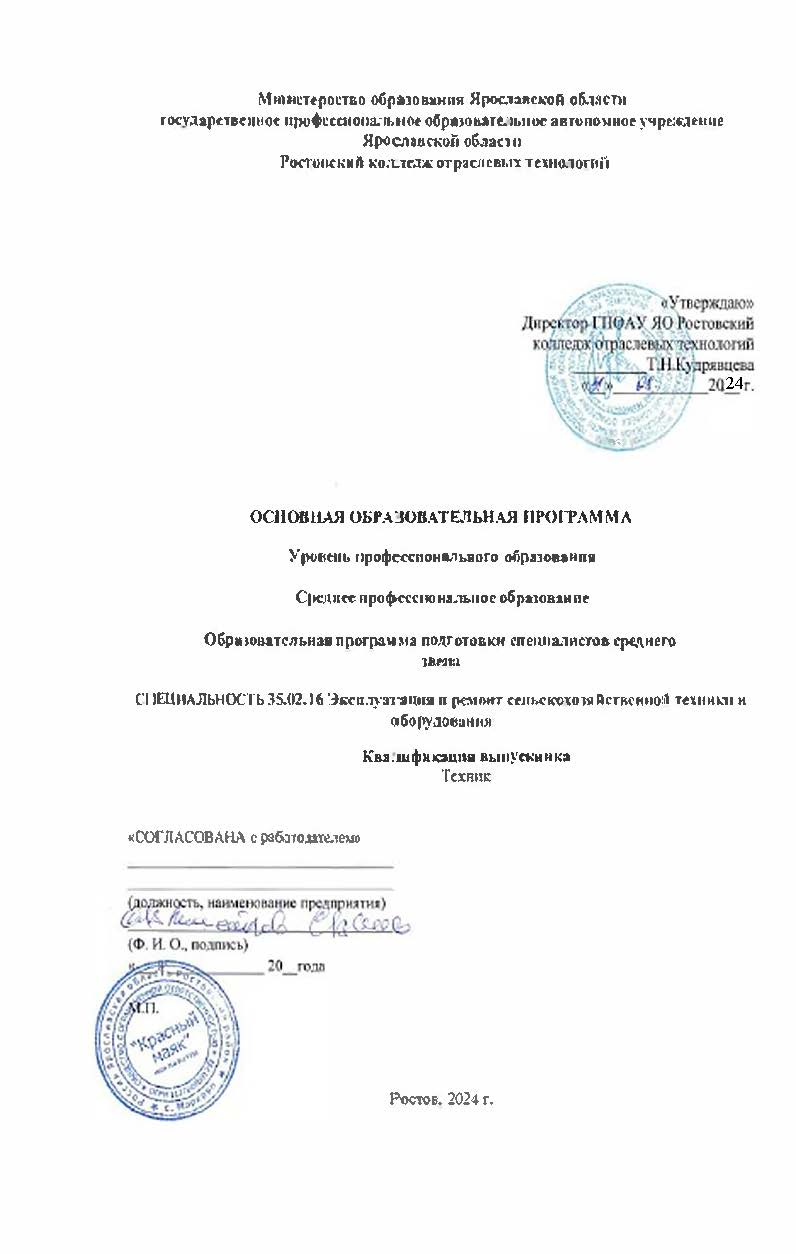 Министерство образования Ярославской области
государственное профессиональное образовательное автономное учреждение
Ярославской области
Ростовский колледж отраслевых технологий
«Утверждаю»
Директор ГПОАУ ЯО Ростовский
колледж отраслевых технологий
__________Т.Н.Кудрявцева
« » _____________2024г.
ОСНОВНАЯ ОБРАЗОВАТЕЛЬНАЯ ПРОГРАММА
Уровень профессионального образования
Среднее профессиональное образование
Образовательная программа подготовки специалистов среднего
звена
СПЕЦИАЛЬНОСТЬ 35.02.16 Эксплуатация и ремонт сельскохозяйственной техники и
оборудования
Квалификация выпускника
Техник
«СОГЛАСОВАНА с работодателем»
(должность, наименование предприятия)
(Ф. И. О., подпись)
20__года
М.П.
"Красный
маяк"
Ростов, 2024 г.